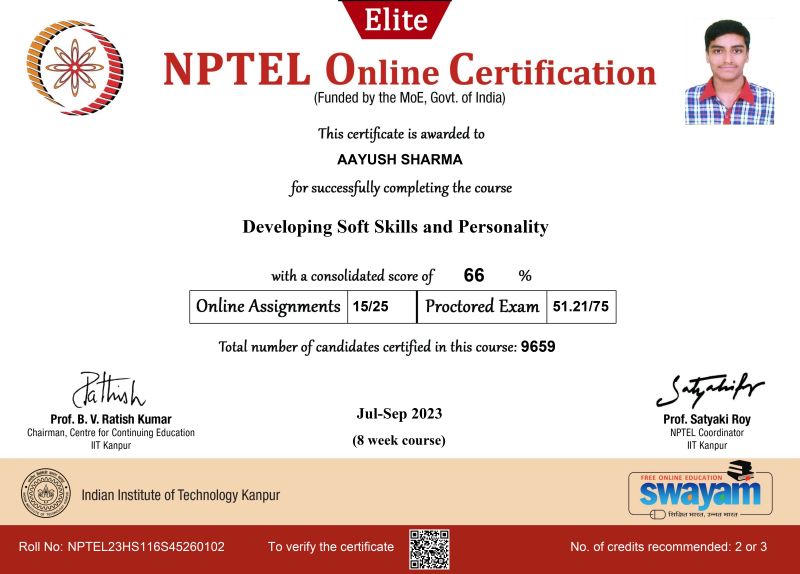 Elite
NPTEL Online Certification
(Funded by the MoE, Govt. of India)
This certificate is awarded to
AAYUSH SHARMA
for successfully completing the course
Developing Soft Skills and Personality
with a consolidated score of 66 %
Online Assignments 15/25 Proctored Exam 51.21/75
Total number of candidates certified in this course: 9659
Prof. B. V. Ratish Kumar
Chairman, Centre for Continuing Education
IIT Kanpur
Jul-Sep 2023
(8 week course)
Prof. Satyaki Roy
NPTEL Coordinator
IIT Kanpur
Indian Institute of Technology Kanpur
FREE ONLINE EDUCATION
swayam
शिक्षित भारत, उन्नत भारत
Roll No: NPTEL23HS116S45260102
To verify the certificate
No. of credits recommended: 2 or 3